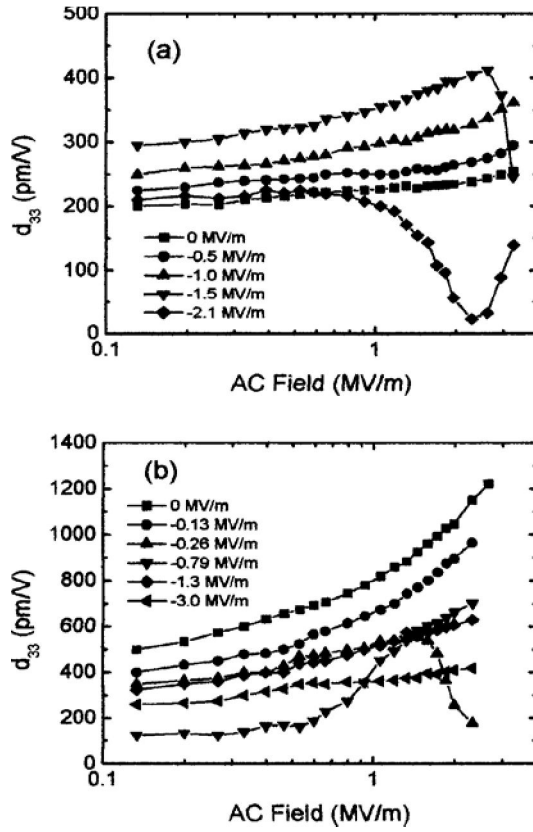 500
(a)
400
300
200
100
0
d33 (pm/V)
0 MV/m
-0.5 MV/m
-1.0 MV/m
-1.5 MV/m
-2.1 MV/m
0.1
1
AC Field (MV/m)
1400
(b)
1200
1000
800
600
400
200
0
d33 (pm/V)
0 MV/m
-0.13 MV/m
-0.26 MV/m
-0.79 MV/m
-1.3 MV/m
-3.0 MV/m
0.1
1
AC Field (MV/m)